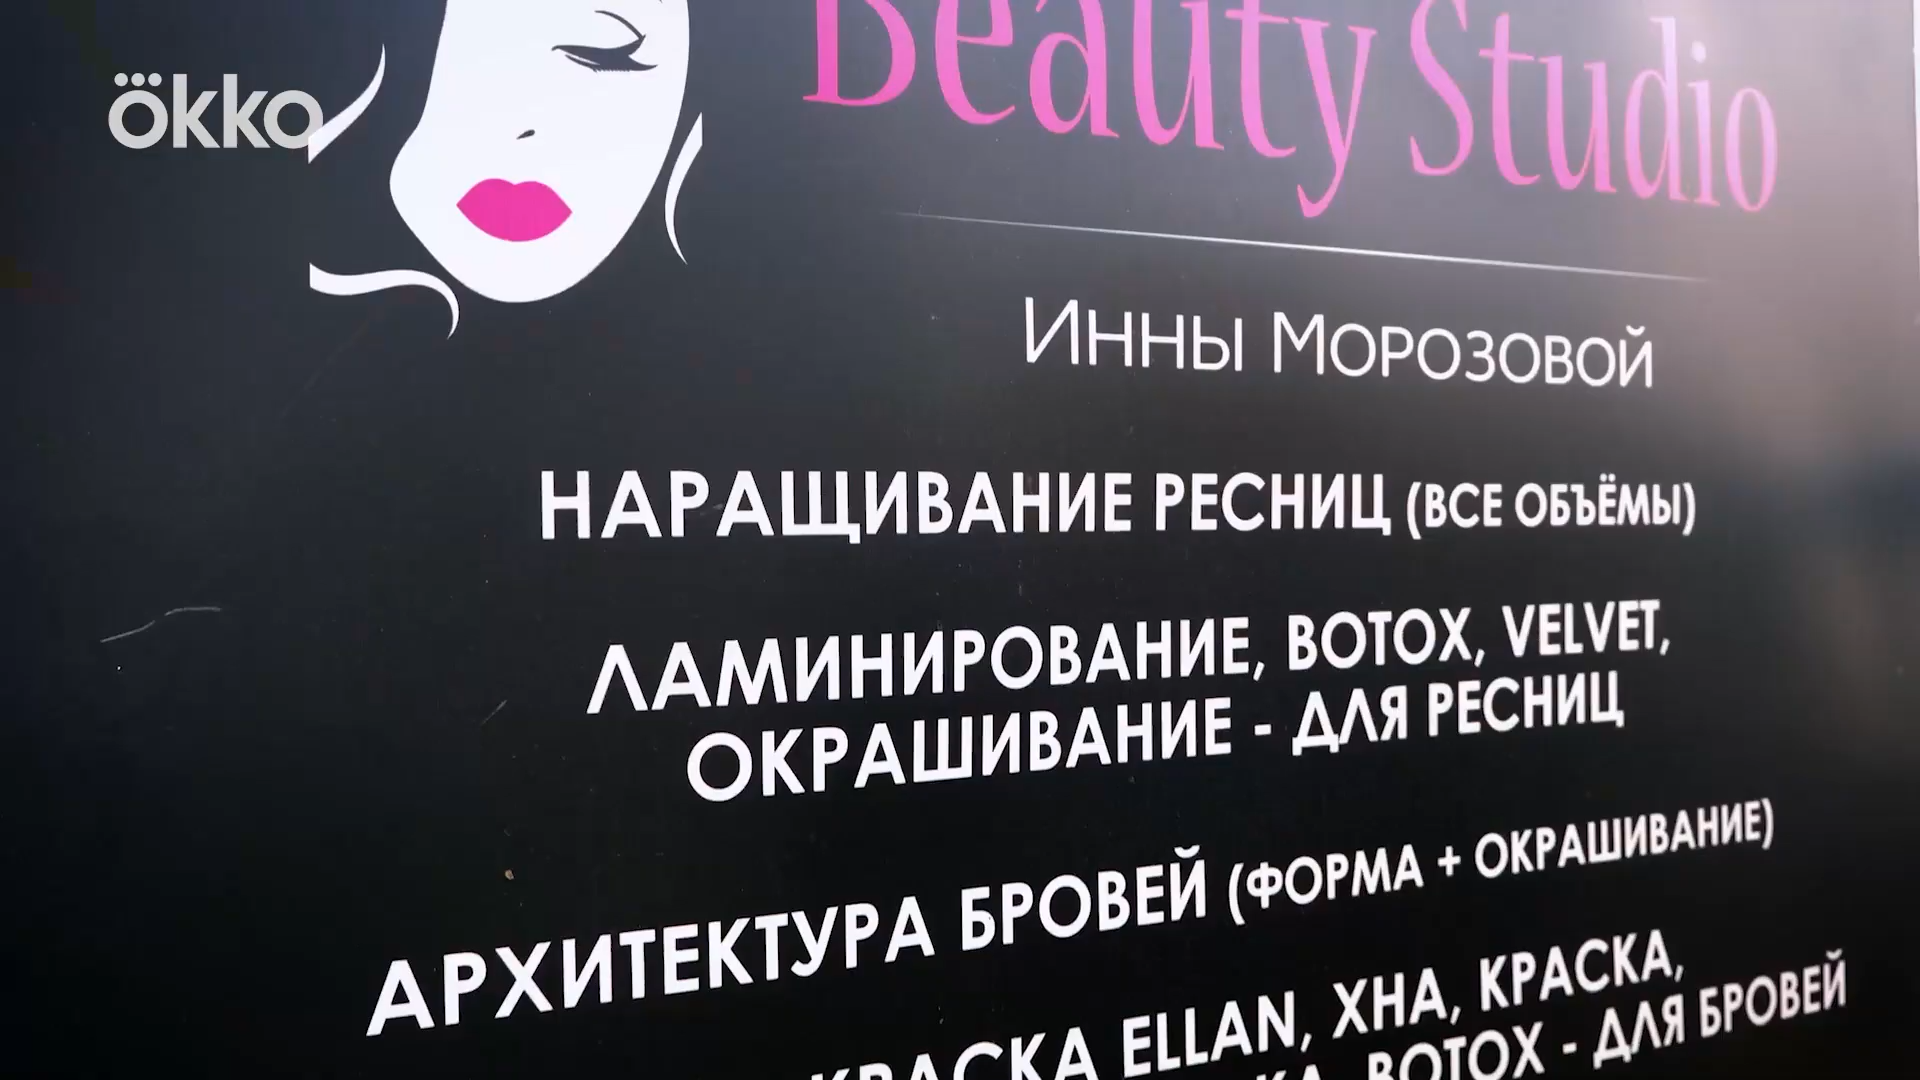 ökko
Beauty Studio
Инны Морозовой
НАРАЩИВАНИЕ РЕСНИЦ (ВСЕ ОБЪЁМЫ)
ЛАМИНИРОВАНИЕ, BOTOX, VELVET,
ОКРАШИВАНИЕ - ДЛЯ РЕСНИЦ
АРХИТЕКТУРА БРОВЕЙ (ФОРМА + ОКРАШИВАНИЕ)
КРАСКА ELLAN, ХНА, КРАСКА,
BOTOX - ДЛЯ БРОВЕЙ